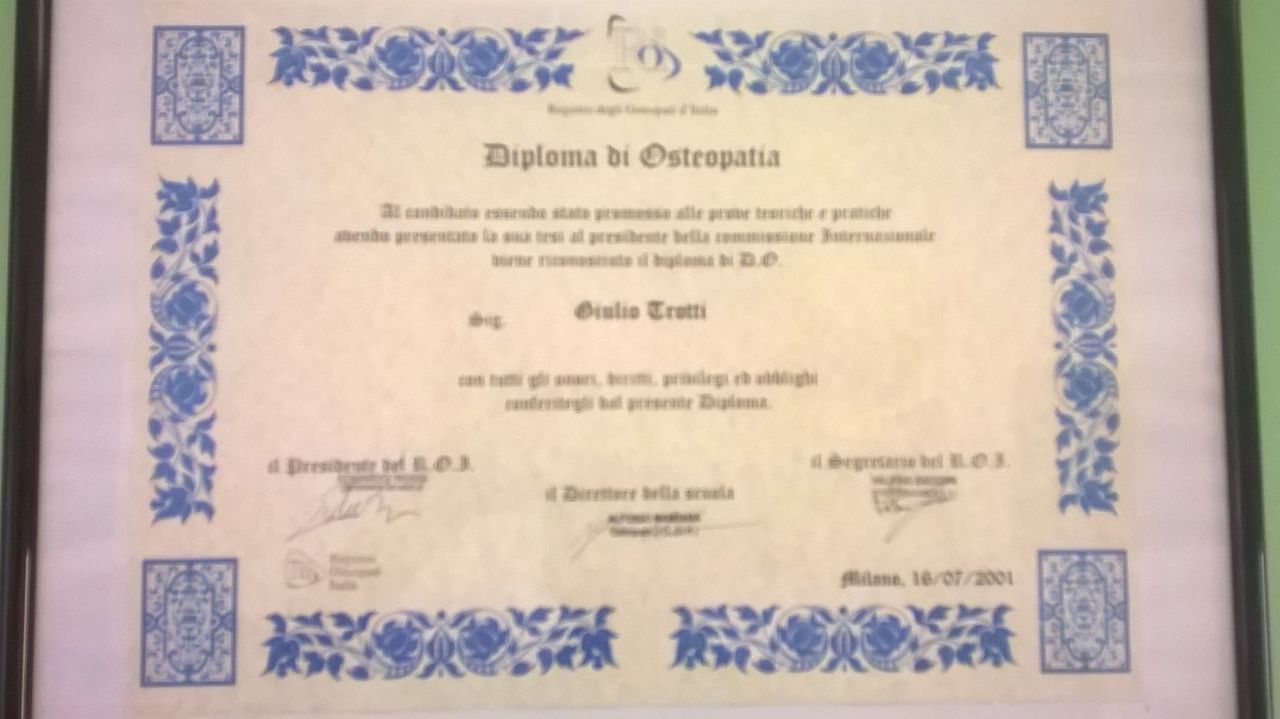 Registro degli Osteopati d'Italia
Diploma di Osteopatia
Al candidato essendo stato promosso alle prove teoriche e pratiche
avendo presentato la sua tesi al presidente della commissione Internazionale
viene riconosciuto il diploma di D.O.
Sig. Giulio Trotti
con tutti gli onori, diritti, privilegi ed obblighi
conferitegli dal presente Diploma.
il Presidente del R.O.I.
il Segretario del R.O.I.
il Direttore della scuola
Milano, 16/07/2001